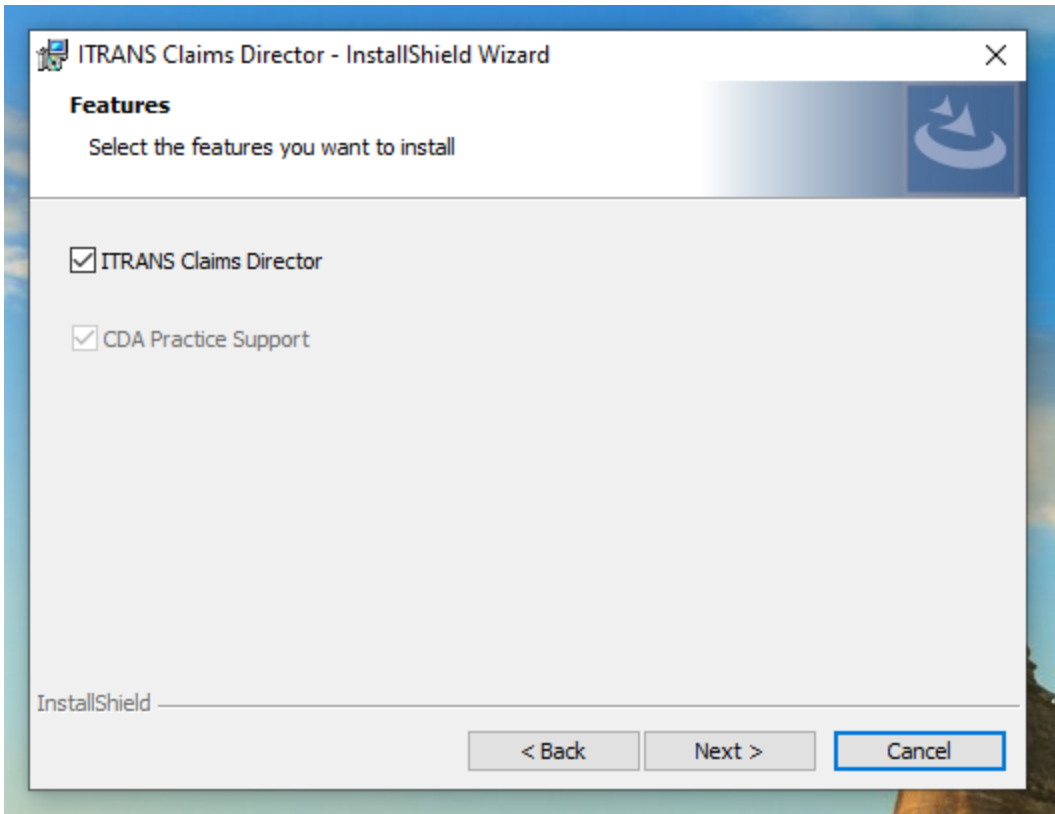 ITRANS Claims Director - InstallShield Wizard
Features
Select the features you want to install
ITRANS Claims Director
CDA Practice Support
InstallShield
< Back
Next >
Cancel